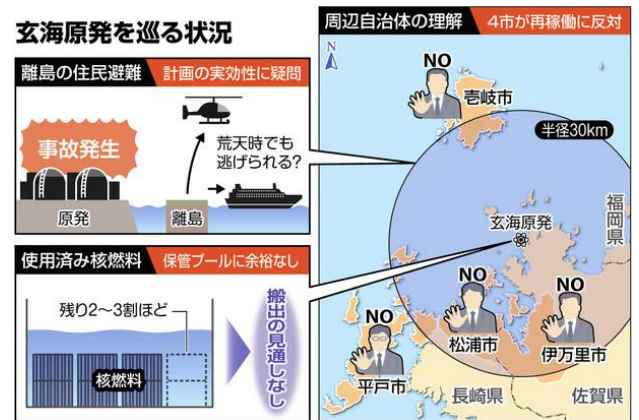 玄海原発を巡る状況
離島の住民避難
計画の実効性に疑問
事故発生
荒天時でも
逃げられる?
原発
離島
使用済み核燃料
保管プールに余裕なし
残り2~3割ほど
核燃料
搬出の見通しなし
周辺自治体の理解
4市が再稼働に反対
N
NO
壱岐市
半径30km
福岡県
玄海原発
NO
松浦市
NO
伊万里市
NO
平戸市
長崎県
佐賀県